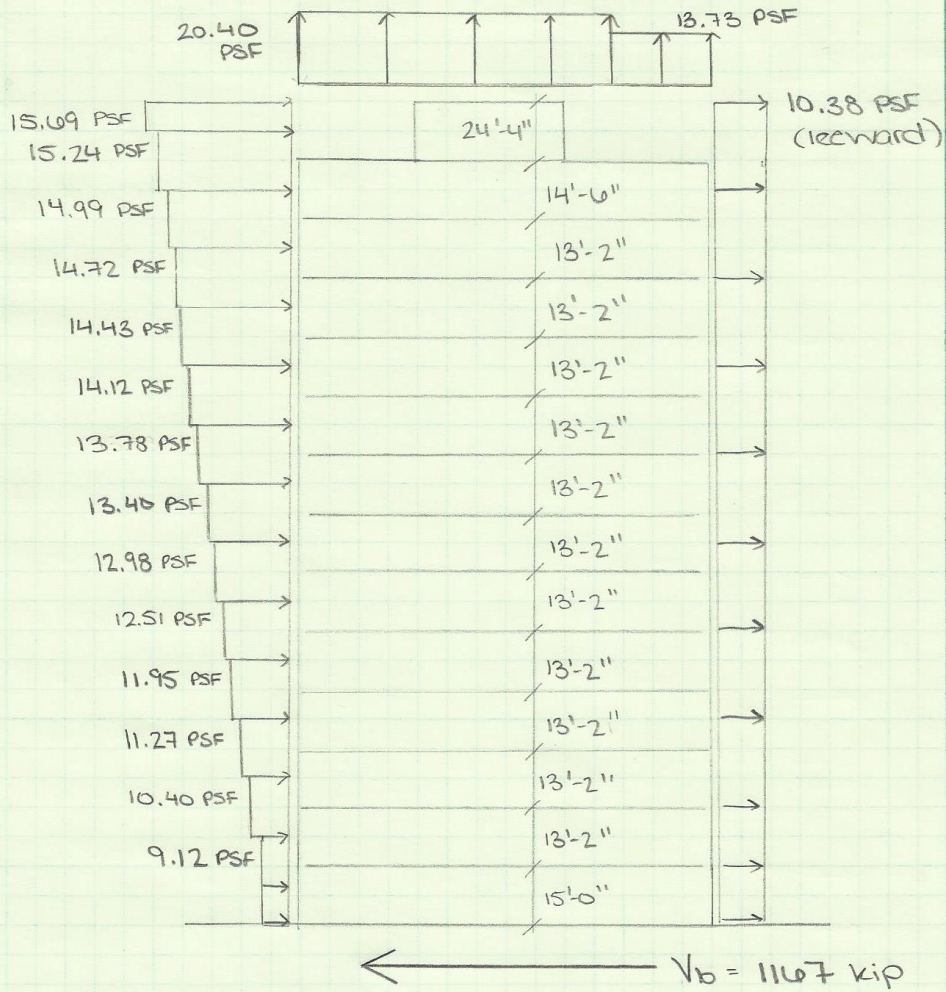 20.40
PSF
13.73 PSF
15.69 PSF
10.38 PSF
(leeward)
24'-4"
15.24 PSF
14.99 PSF
14'-6"
14.72 PSF
13'-2"
14.43 PSF
13'-2"
14.12 PSF
13'-2"
13.78 PSF
13'-2"
13.40 PSF
13'-2"
12.98 PSF
13'-2"
12.51 PSF
13'-2"
11.95 PSF
13'-2"
11.27 PSF
13'-2"
10.40 PSF
13'-2"
9.12 PSF
13'-2"
15'-0"
Vb = 1167 kip